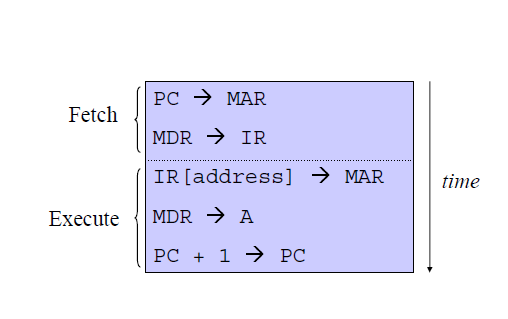 Fetch
PC → MAR
MDR → IR
Execute
IR[address] → MAR
MDR → A
PC + 1 → PC
time